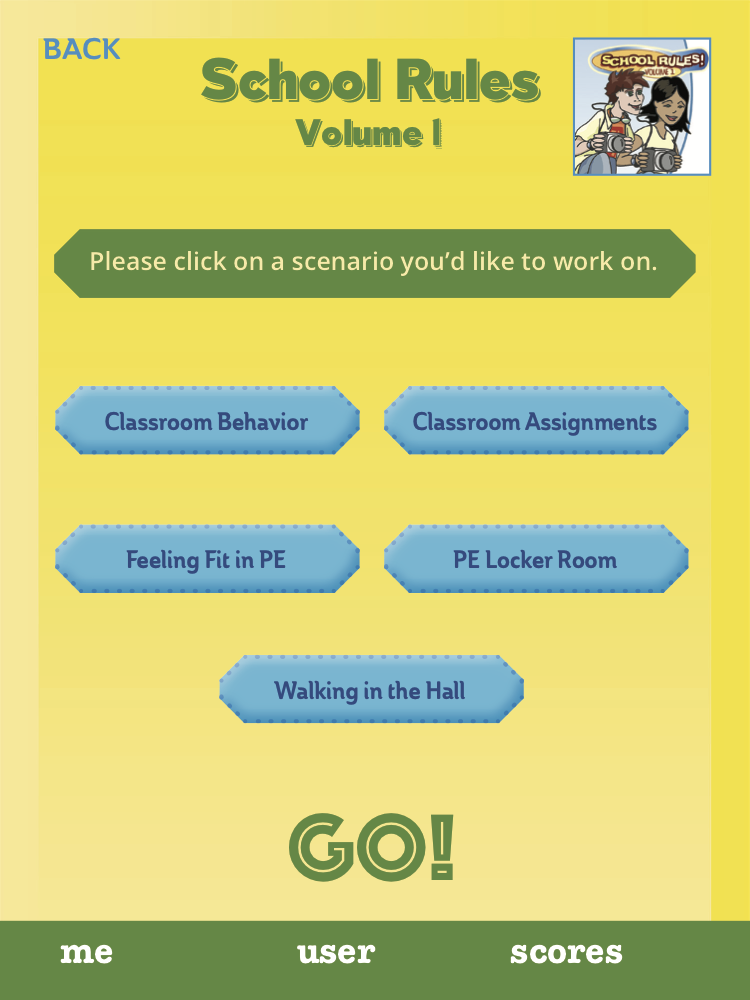 BACK
School Rules
Volume 1
SCHOOL RULES!
VOLUME 1
Please click on a scenario you’d like to work on.
Classroom Behavior
Classroom Assignments
Feeling Fit in PE
PE Locker Room
Walking in the Hall
GO!
me
user
scores